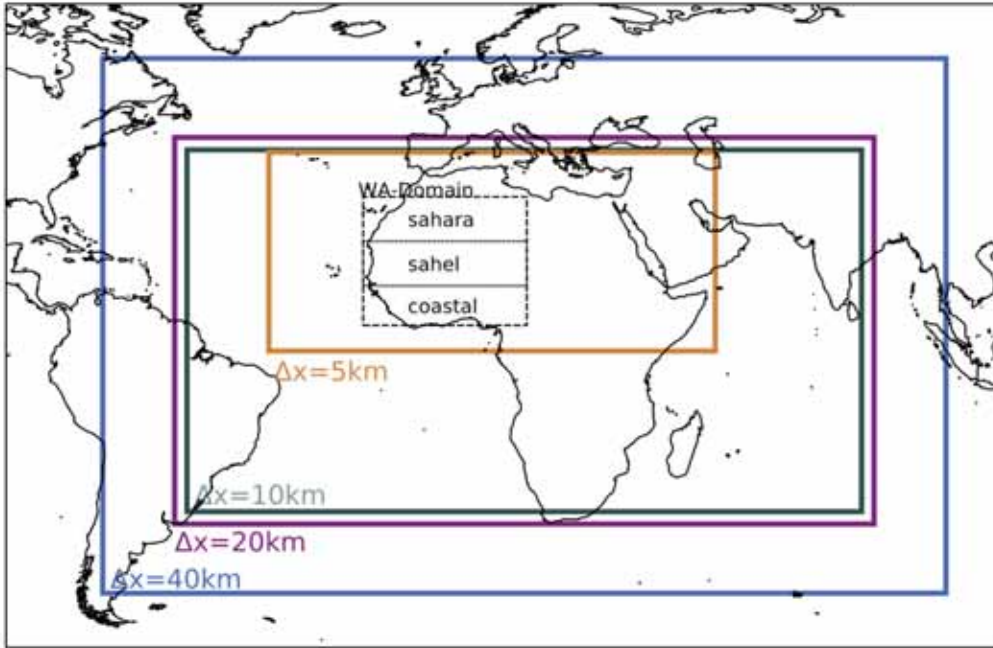 WA-Domain
sahara
sahel
coastal
Δx=5km
Δx=10km
Δx=20km
Δx=40km